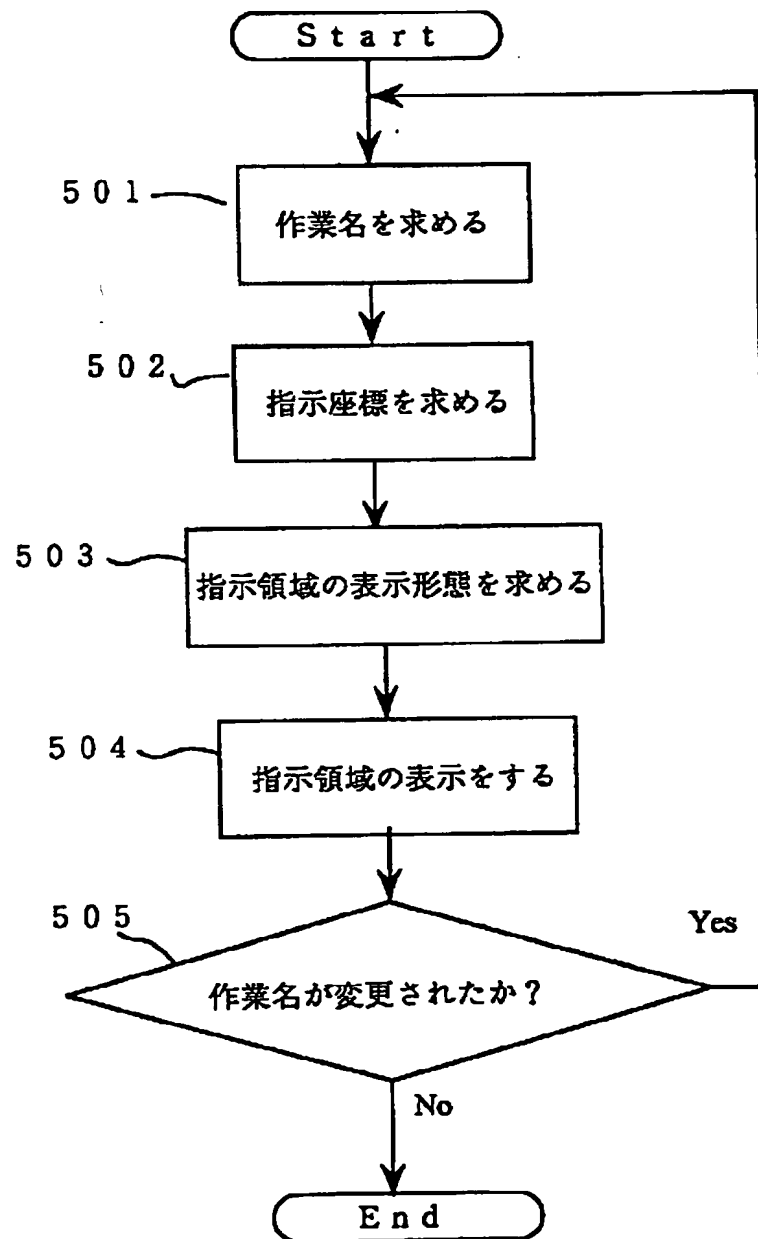 Start
501
作業名を求める
502
指示座標を求める
503
指示領域の表示形態を求める
504
指示領域の表示をする
505
Yes
作業名が変更されたか？
No
End